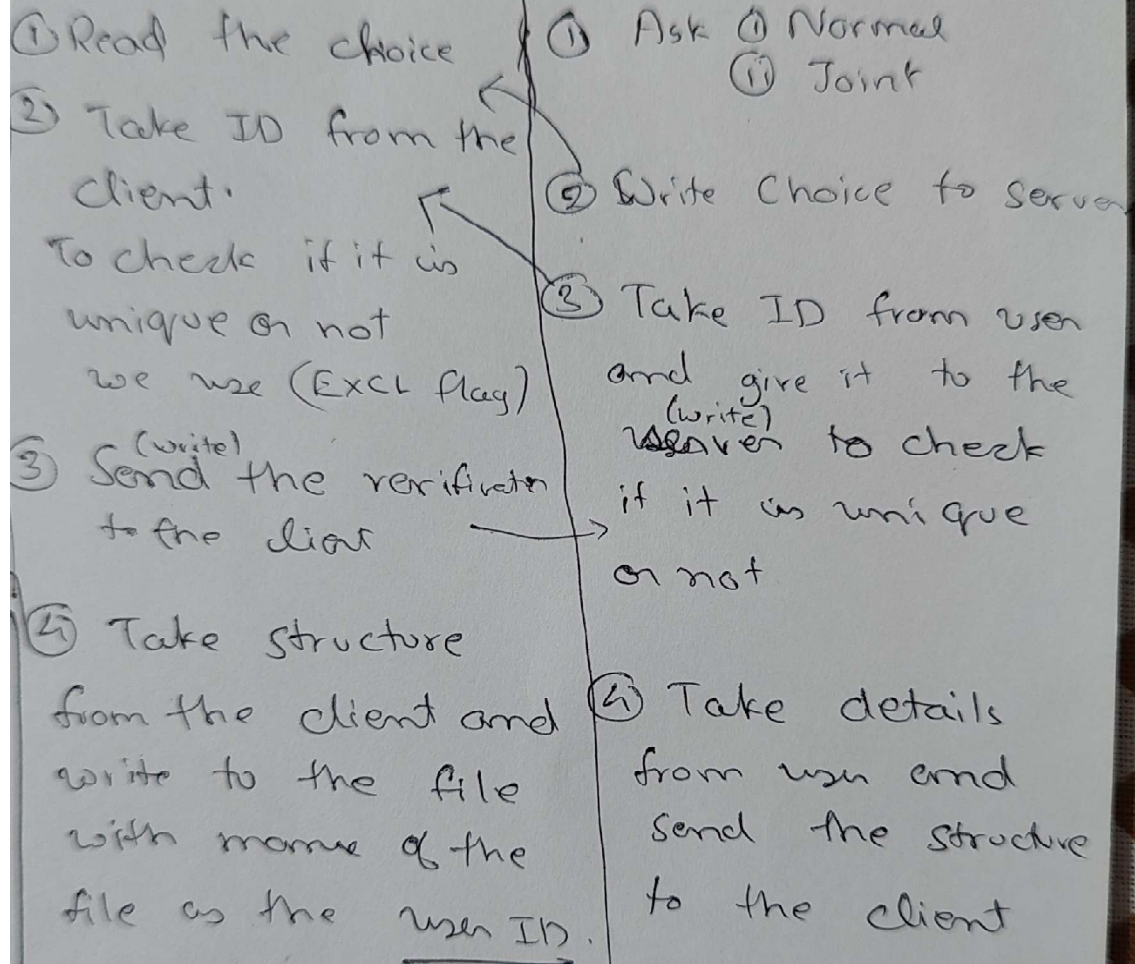 ① Read the choice
② Take ID from the
client.
To check if it is
unique or not
we use (EXCL flag)
(write)
③ Send the verification
to the client
④ Take structure
from the client and
write to the file
with name of the
file as the user ID.
① Ask ① Normal
② Joint
② Write Choice to server
③ Take ID from user
and give it to the
(write)
server to check
if it is unique
or not
④ Take details
from user and
send the structure
to the client